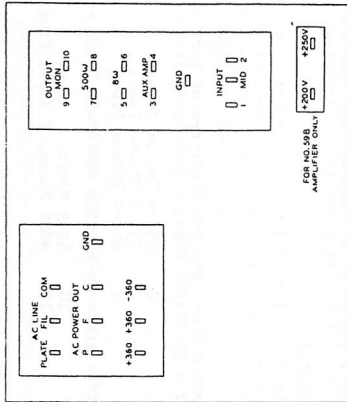 AC LINE
PLATE FIL COM
AC POWER OUT
P F C GND
+360 +360 -360
OUTPUT
MON
9 10
500W
7 8
8W
5 6
AUX AMP
3 4
GND
INPUT
1 MID 2
FOR NO.59B
AMPLIFIER ONLY
+200V +250V